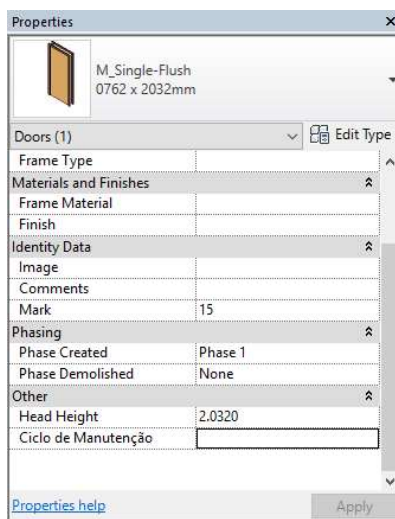 Properties
M_Single-Flush
0762 x 2032mm
Doors (1) Edit Type
Frame Type
Materials and Finishes
Frame Material
Finish
Identity Data
Image
Comments
Mark 15
Phasing
Phase Created Phase 1
Phase Demolished None
Other
Head Height 2.0320
Ciclo de Manutenção
Properties help Apply